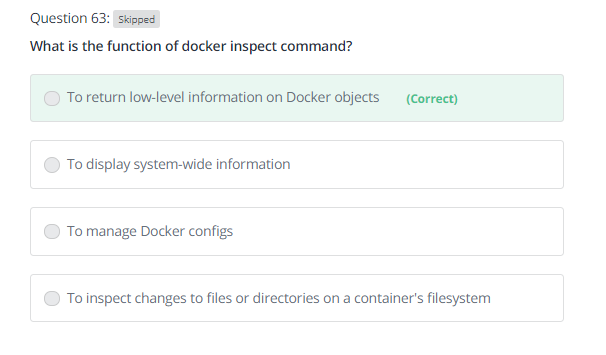 Question 63: Skipped
What is the function of docker inspect command?
To return low-level information on Docker objects (Correct)
To display system-wide information
To manage Docker configs
To inspect changes to files or directories on a container's filesystem